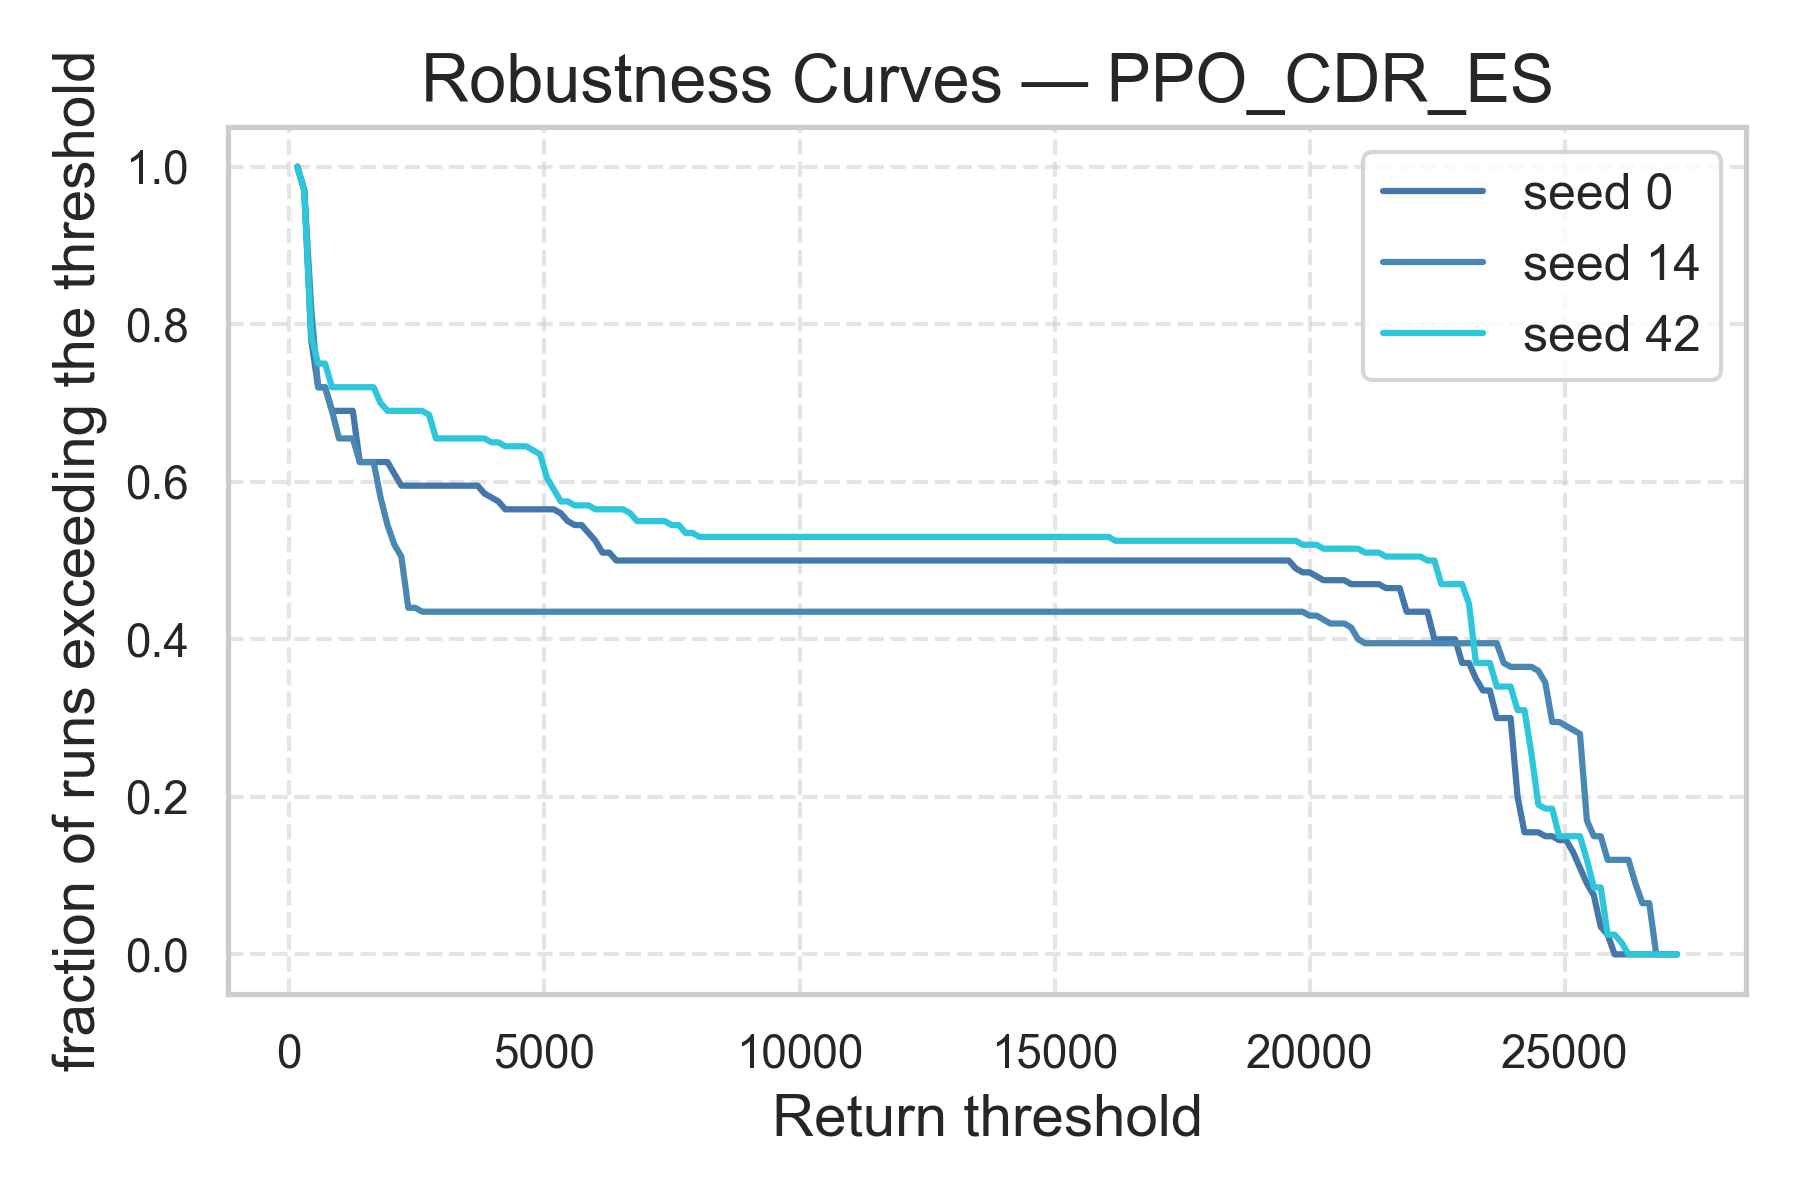 Robustness Curves — PPO_CDR_ES
fraction of runs exceeding the threshold
1.0
0.8
0.6
0.4
0.2
0.0
seed 0
seed 14
seed 42
0 5000 10000 15000 20000 25000
Return threshold